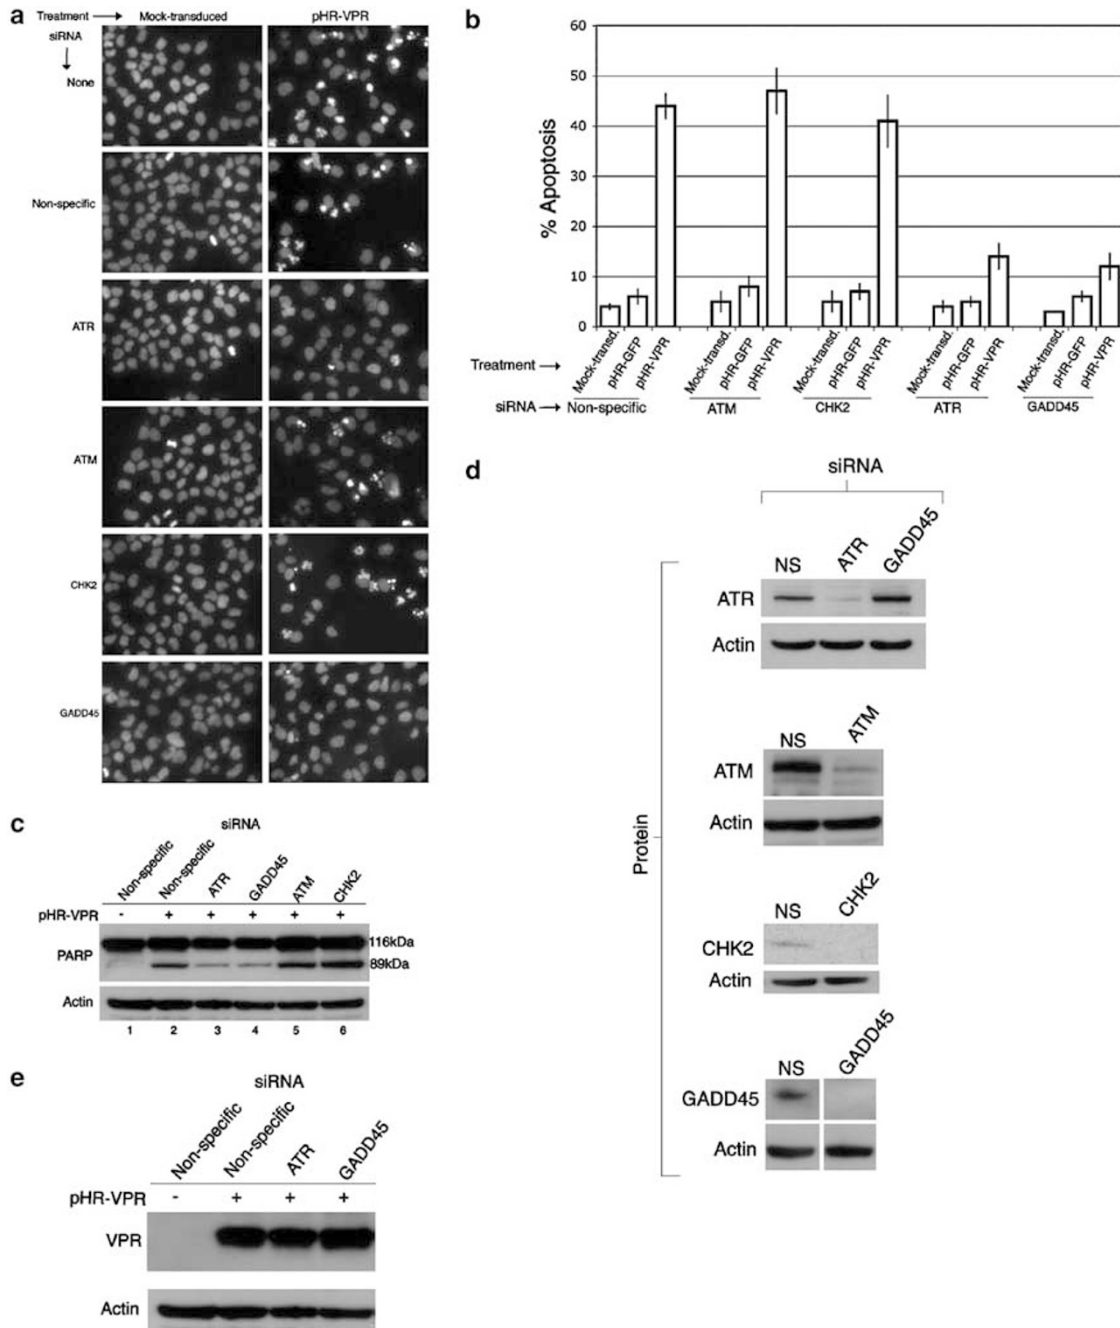 a
Treatment → Mock-transduced pHR-VPR
siRNA
↓
None
Non-specific
ATR
ATM
CHK2
GADD45
b
% Apoptosis
60
50
40
30
20
10
0
Treatment →
Mock-transd. pHR-GFP pHR-VPR Mock-transd. pHR-GFP pHR-VPR Mock-transd. pHR-GFP pHR-VPR Mock-transd. pHR-GFP pHR-VPR Mock-transd. pHR-GFP pHR-VPR
siRNA → Non-specific ATM CHK2 ATR GADD45
c
siRNA
Non-specific Non-specific ATR GADD45 ATM CHK2
pHR-VPR - + + + + +
PARP
116kDa
89kDa
Actin
1 2 3 4 5 6
d
siRNA
Protein
NS ATR GADD45
ATR
Actin
NS ATM
ATM
Actin
NS CHK2
CHK2
Actin
NS GADD45
GADD45
Actin
e
siRNA
Non-specific Non-specific ATR GADD45
pHR-VPR - + + +
VPR
Actin